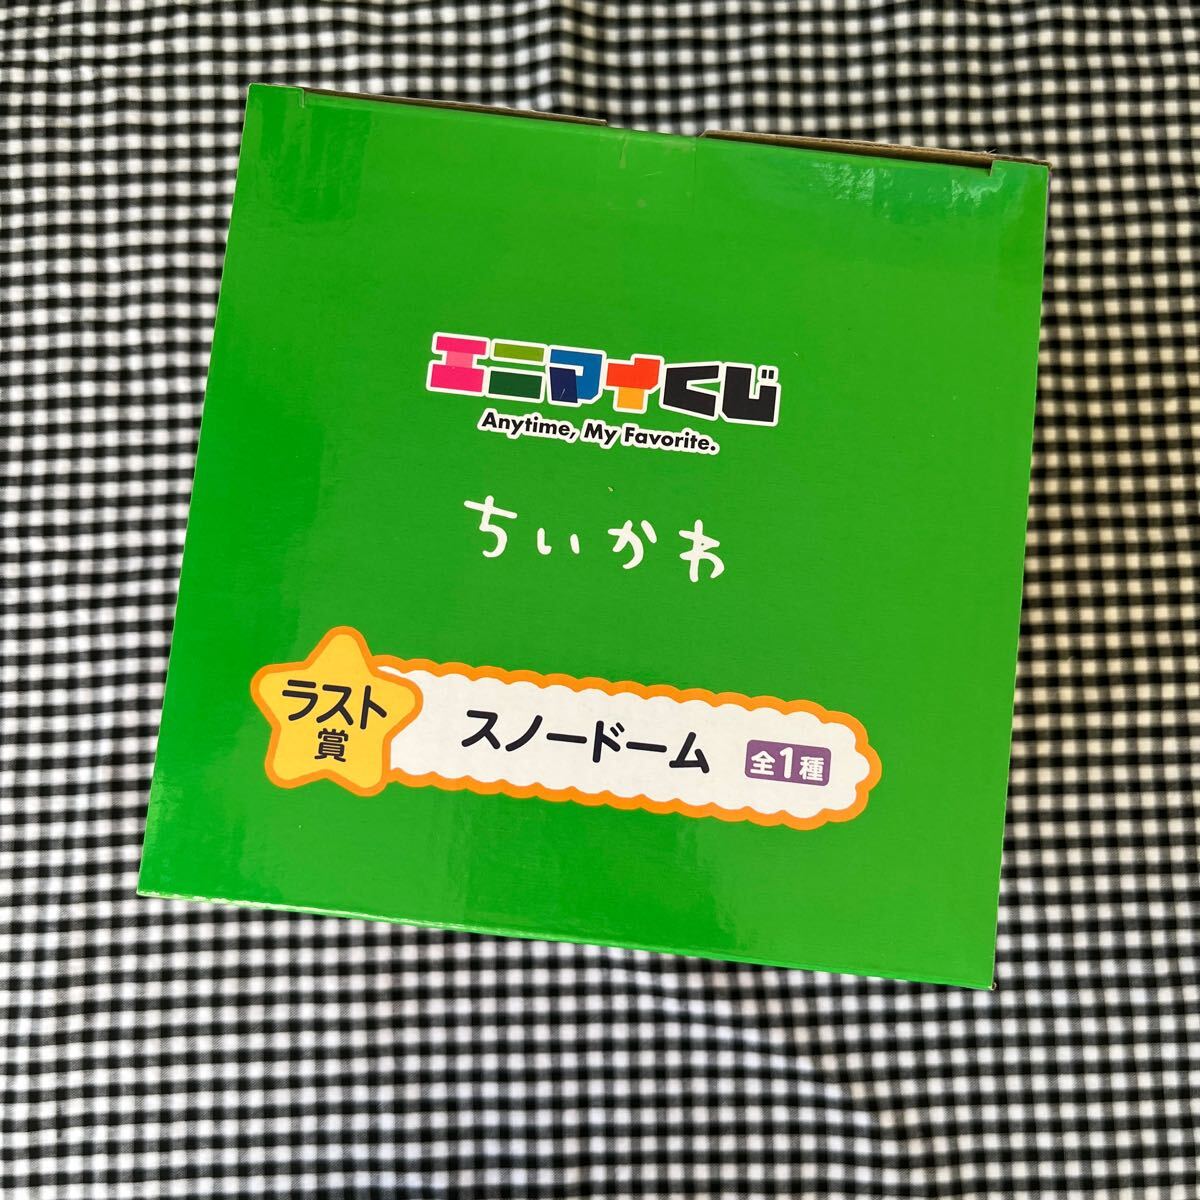 エニマイくじ
Anytime, My Favorite.
ちいかわ
ラスト
賞
スノードーム 全1種